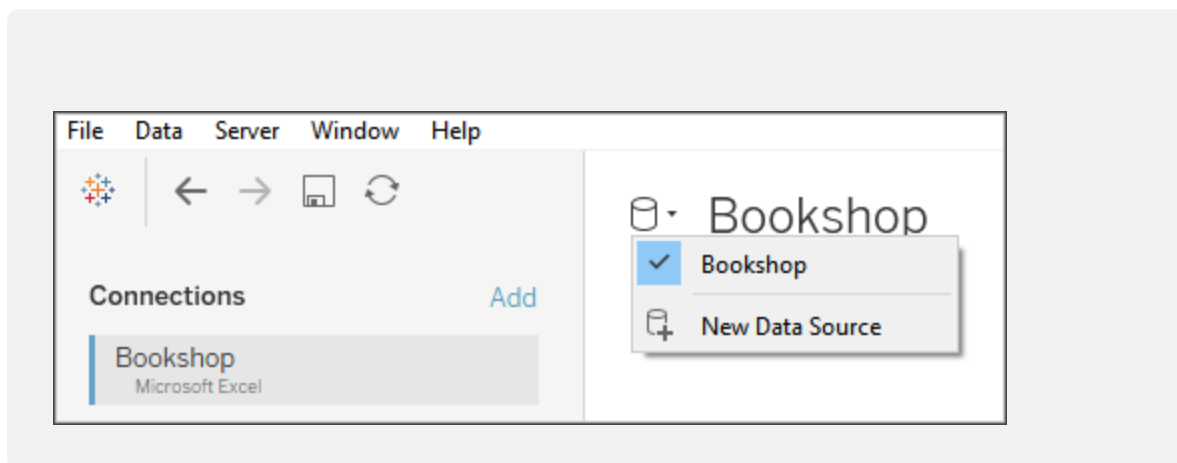 File Data Server Window Help
Bookshop
Bookshop
New Data Source
Connections Add
Bookshop
Microsoft Excel